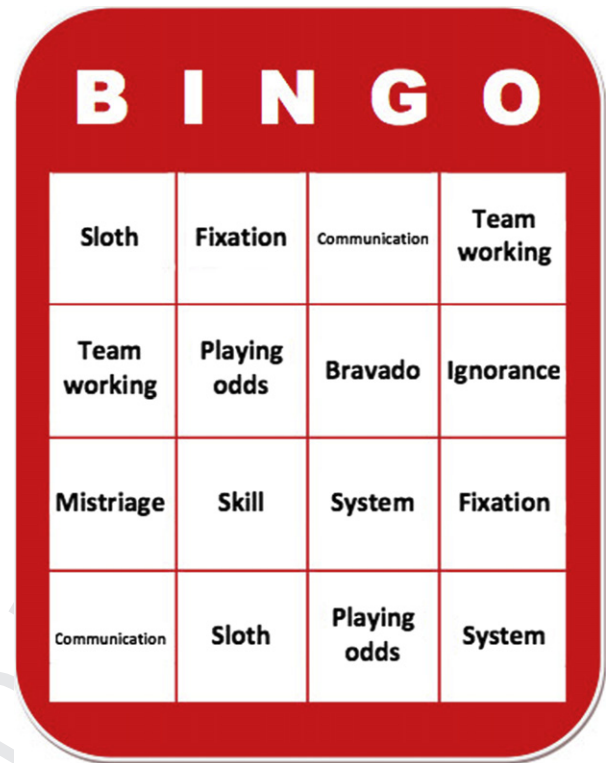 B I N G O
Sloth
Fixation
Communication
Team
working
Team
working
Playing
odds
Bravado
Ignorance
Mistriage
Skill
System
Fixation
Communication
Sloth
Playing
odds
System